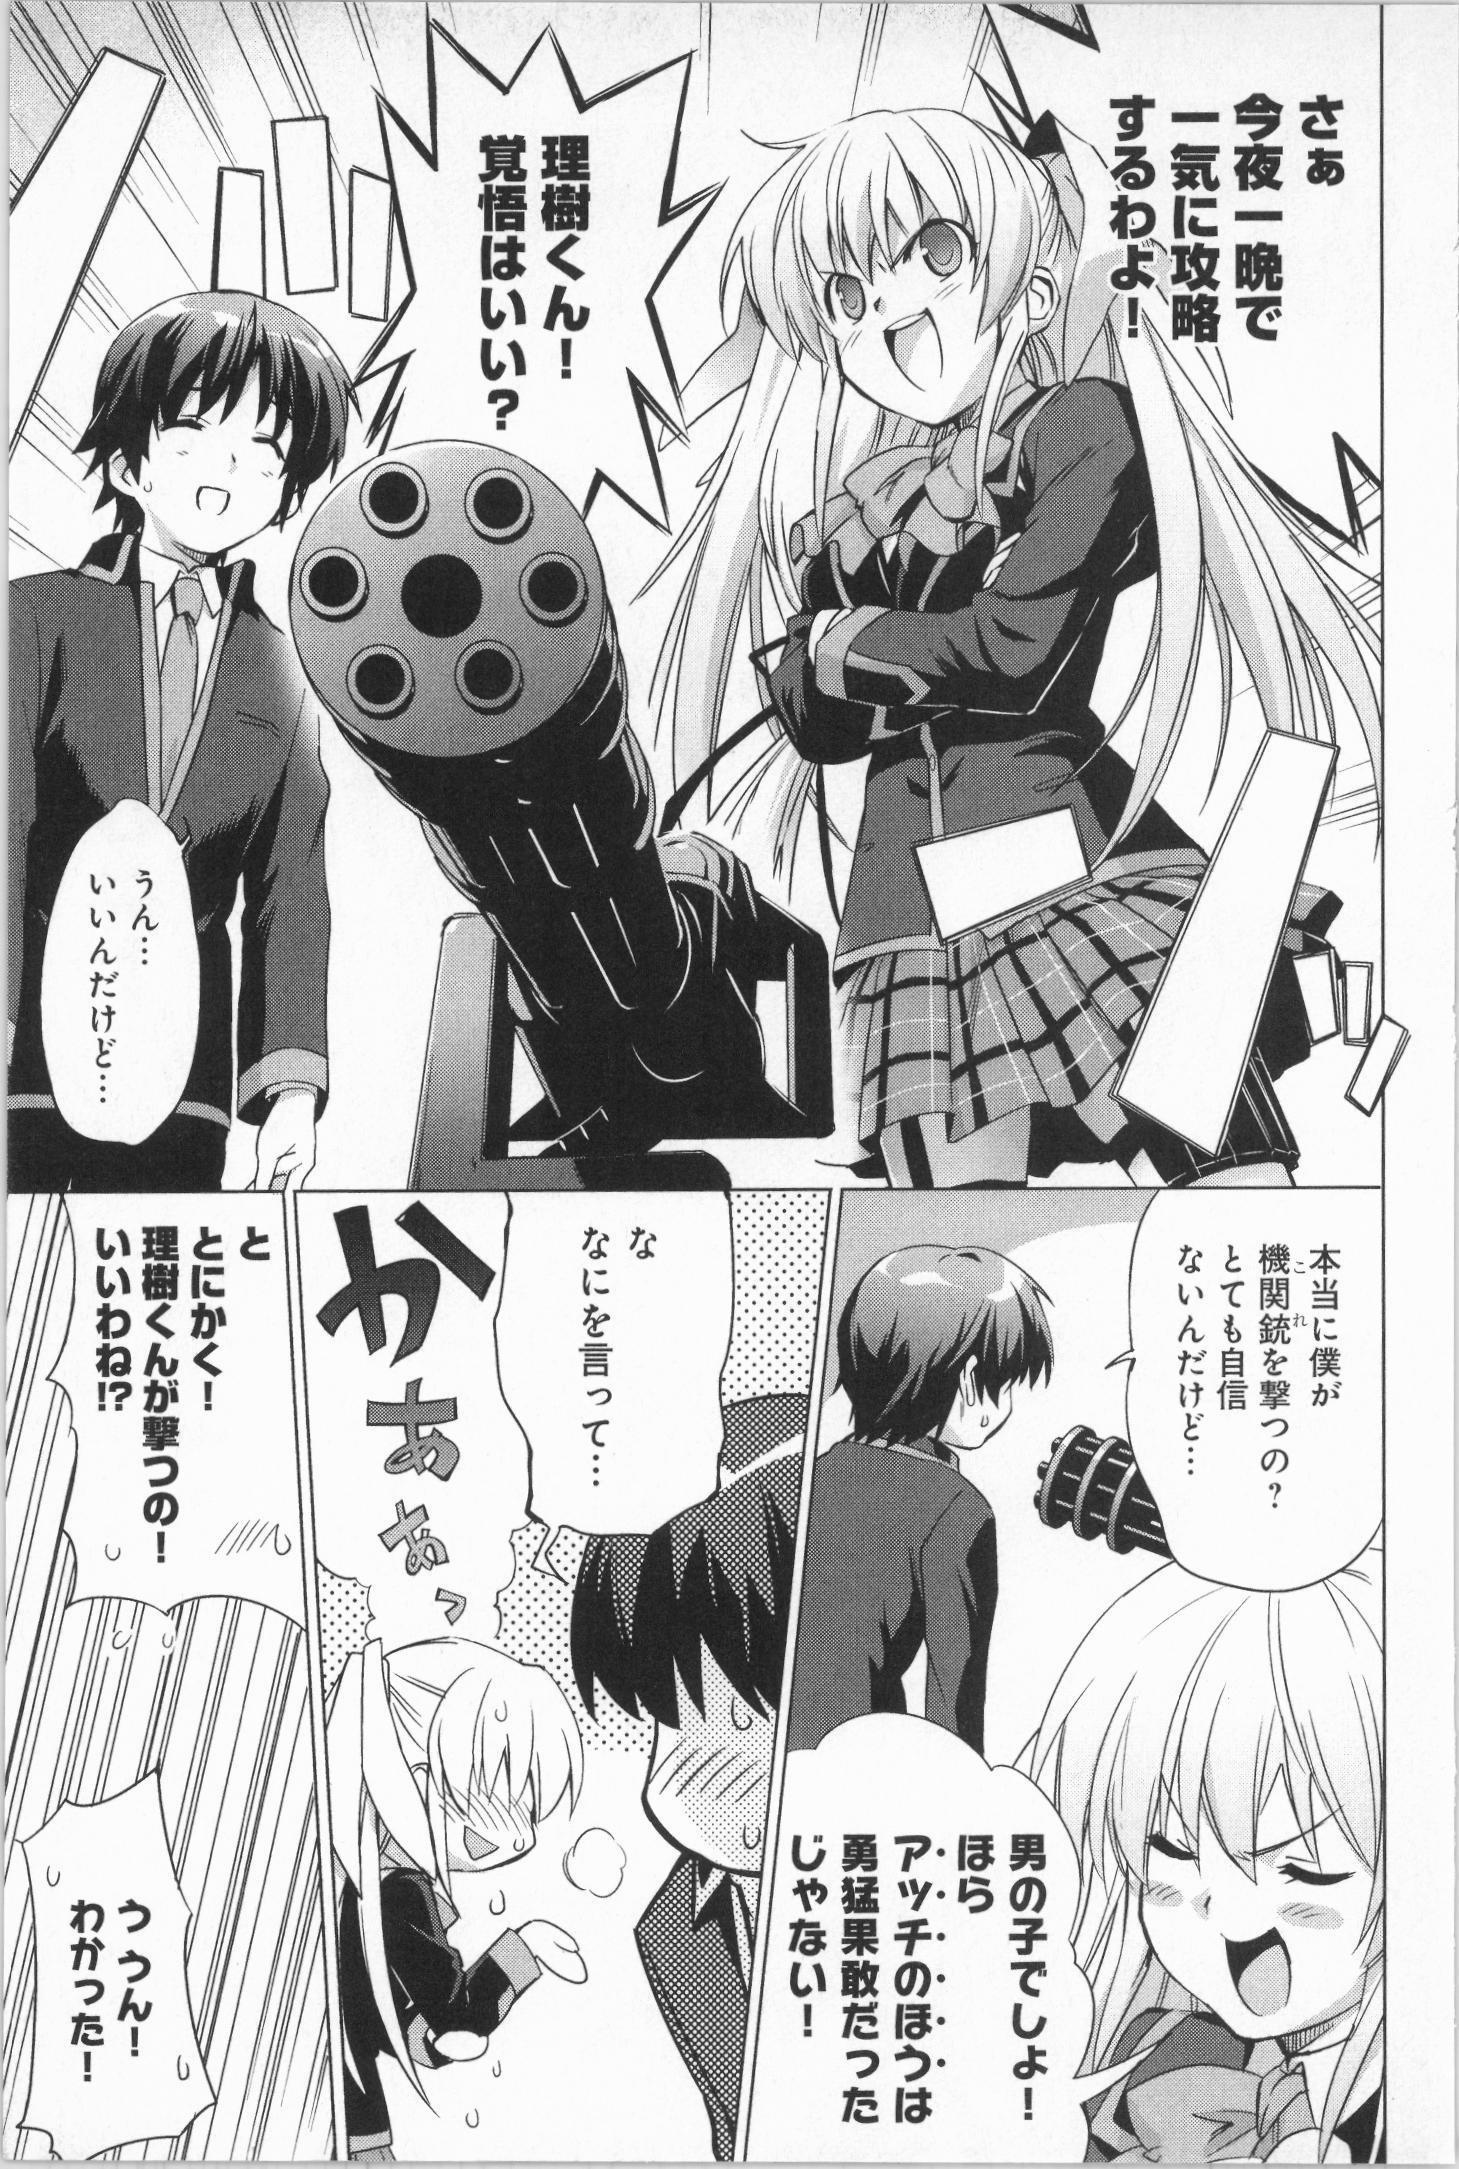 さぁ
今夜一晩で
一気に攻略
するわよ！
理樹くん！
覚悟はいい？
うん…
いいんだけど…
本当に僕が
機関銃を撃つの？
これ
とても自信
ないんだけど…
男の子でしょ！
ほら
アッチのほうは
勇猛果敢だった
じゃない！
な
なにを言って…
かぁぁぁっ
と
とにかく！
理樹くんが撃つの！
いいわね!?
う うん！
わかった！